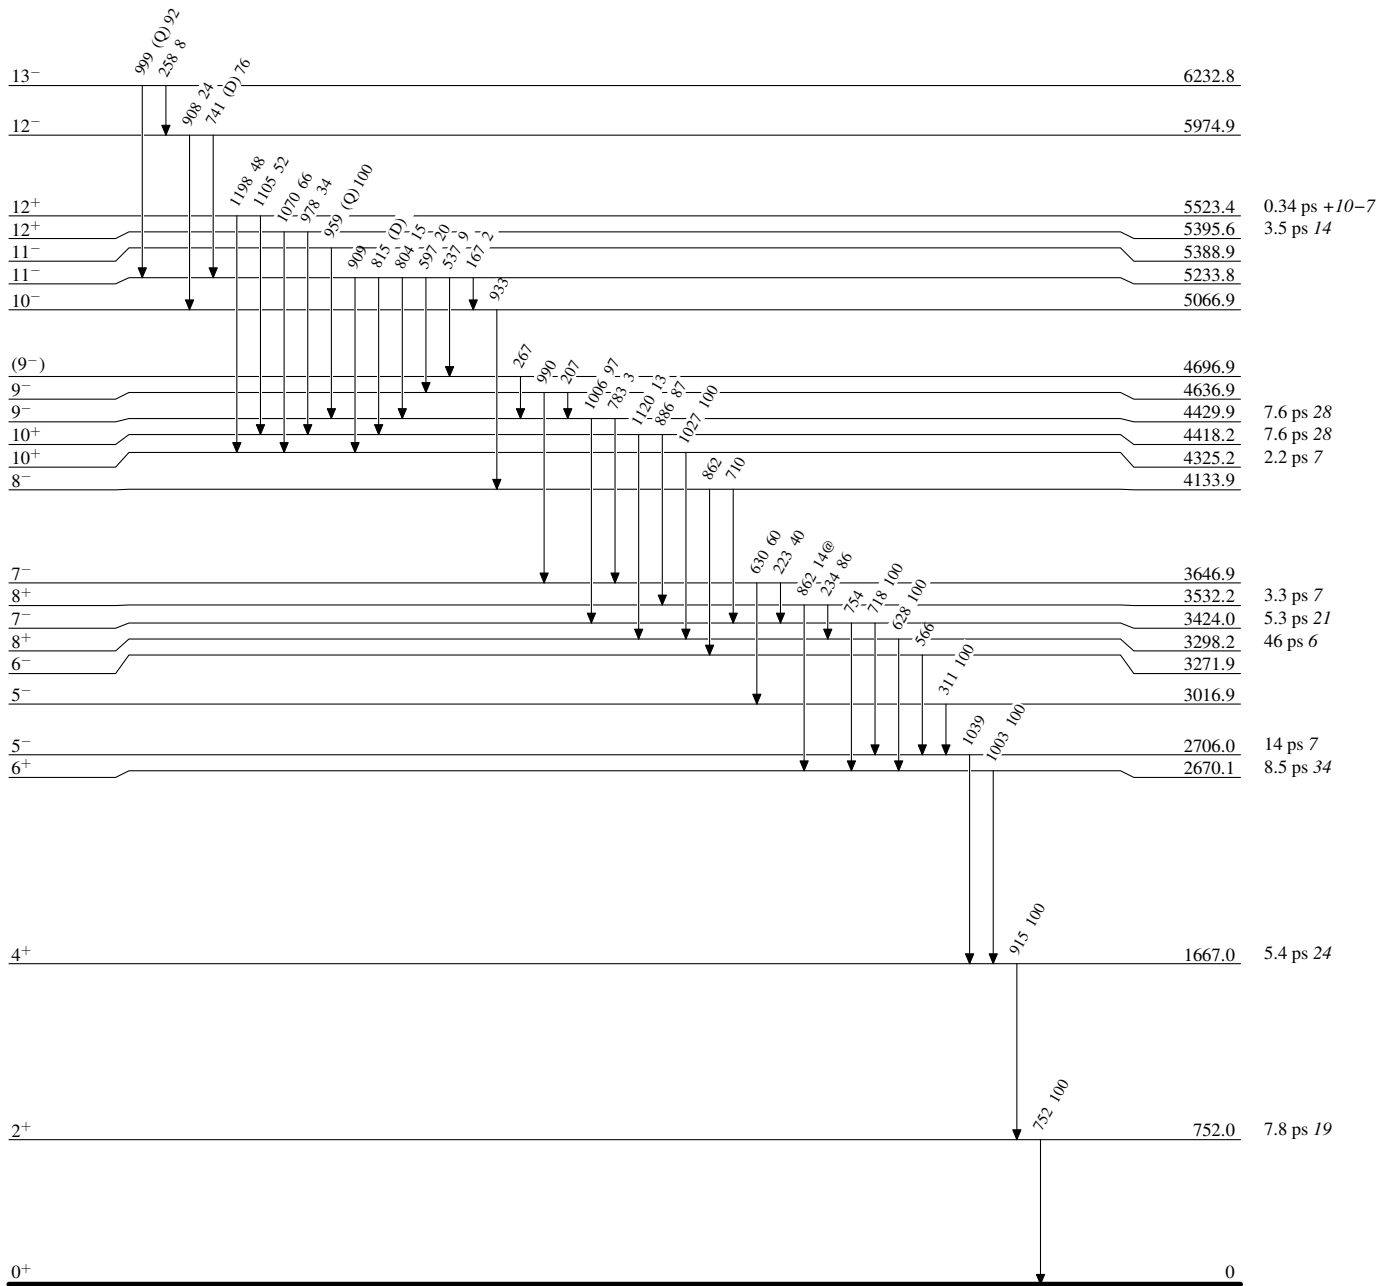 999 (Q) 92
258 8
13⁻ 6232.8
908 24
741 (D) 76
12⁻ 5974.9
1198 48
1105 52
1070 66
978 34
959 (Q) 100
12⁺ 5523.4 0.34 ps +10−7
12⁺ 5395.6 3.5 ps 14
11⁻ 5388.9
909
815 (D)
804 15
597 20
537 9
167 2
11⁻ 5233.8
933
10⁻ 5066.9
(9⁻) 4696.9
267
990
207
9⁻ 4636.9
1006 97
783 3
1120 13
886 87
1027 100
9⁻ 4429.9 7.6 ps 28
10⁺ 4418.2 7.6 ps 28
10⁺ 4325.2 2.2 ps 7
862
710
8⁻ 4133.9
630 60
223 40
862 14@
234 86
754
718 100
628 100
566
7⁻ 3646.9
8⁺ 3532.2 3.3 ps 7
7⁻ 3424.0 5.3 ps 21
8⁺ 3298.2 46 ps 6
6⁻ 3271.9
311 100
5⁻ 3016.9
1039
1003 100
5⁻ 2706.0 14 ps 7
6⁺ 2670.1 8.5 ps 34
915 100
4⁺ 1667.0 5.4 ps 24
752 100
2⁺ 752.0 7.8 ps 19
0⁺ 0